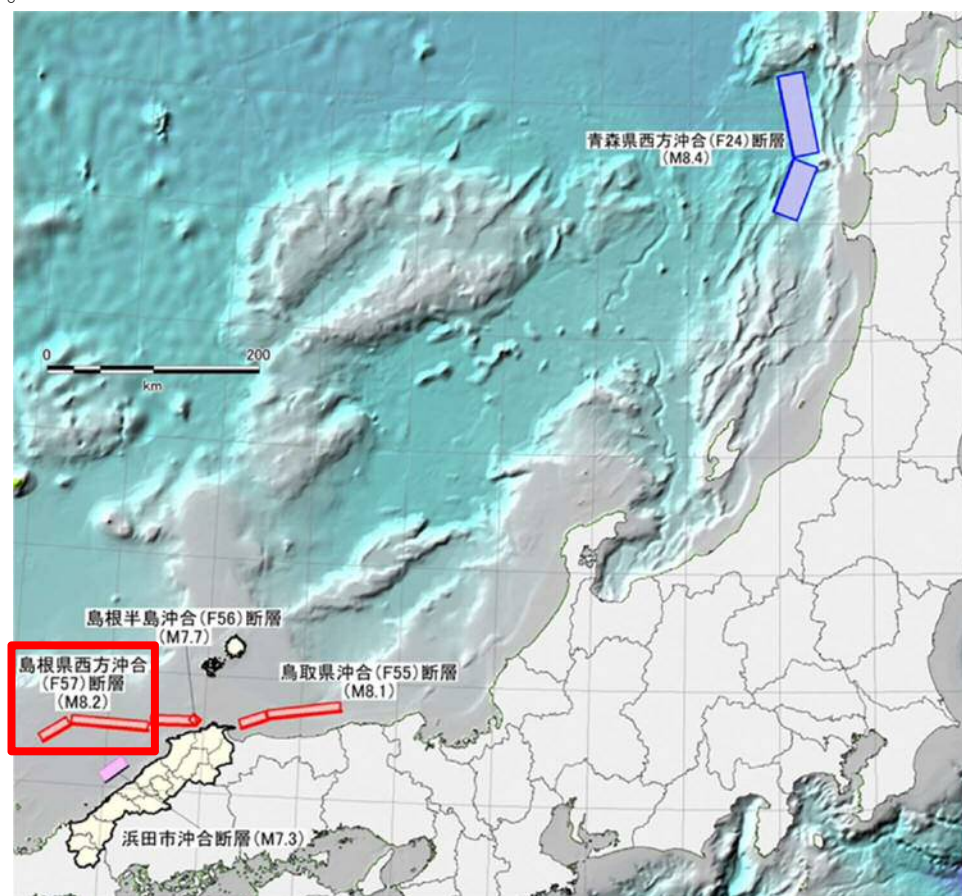 青森県西方沖合(F24)断層
(M8.4)
0 200
km
島根半島沖合(F56)断層
(M7.7)
島根県西方沖合
(F57)断層
(M8.2)
鳥取県沖合(F55)断層
(M8.1)
浜田市沖合断層(M7.3)